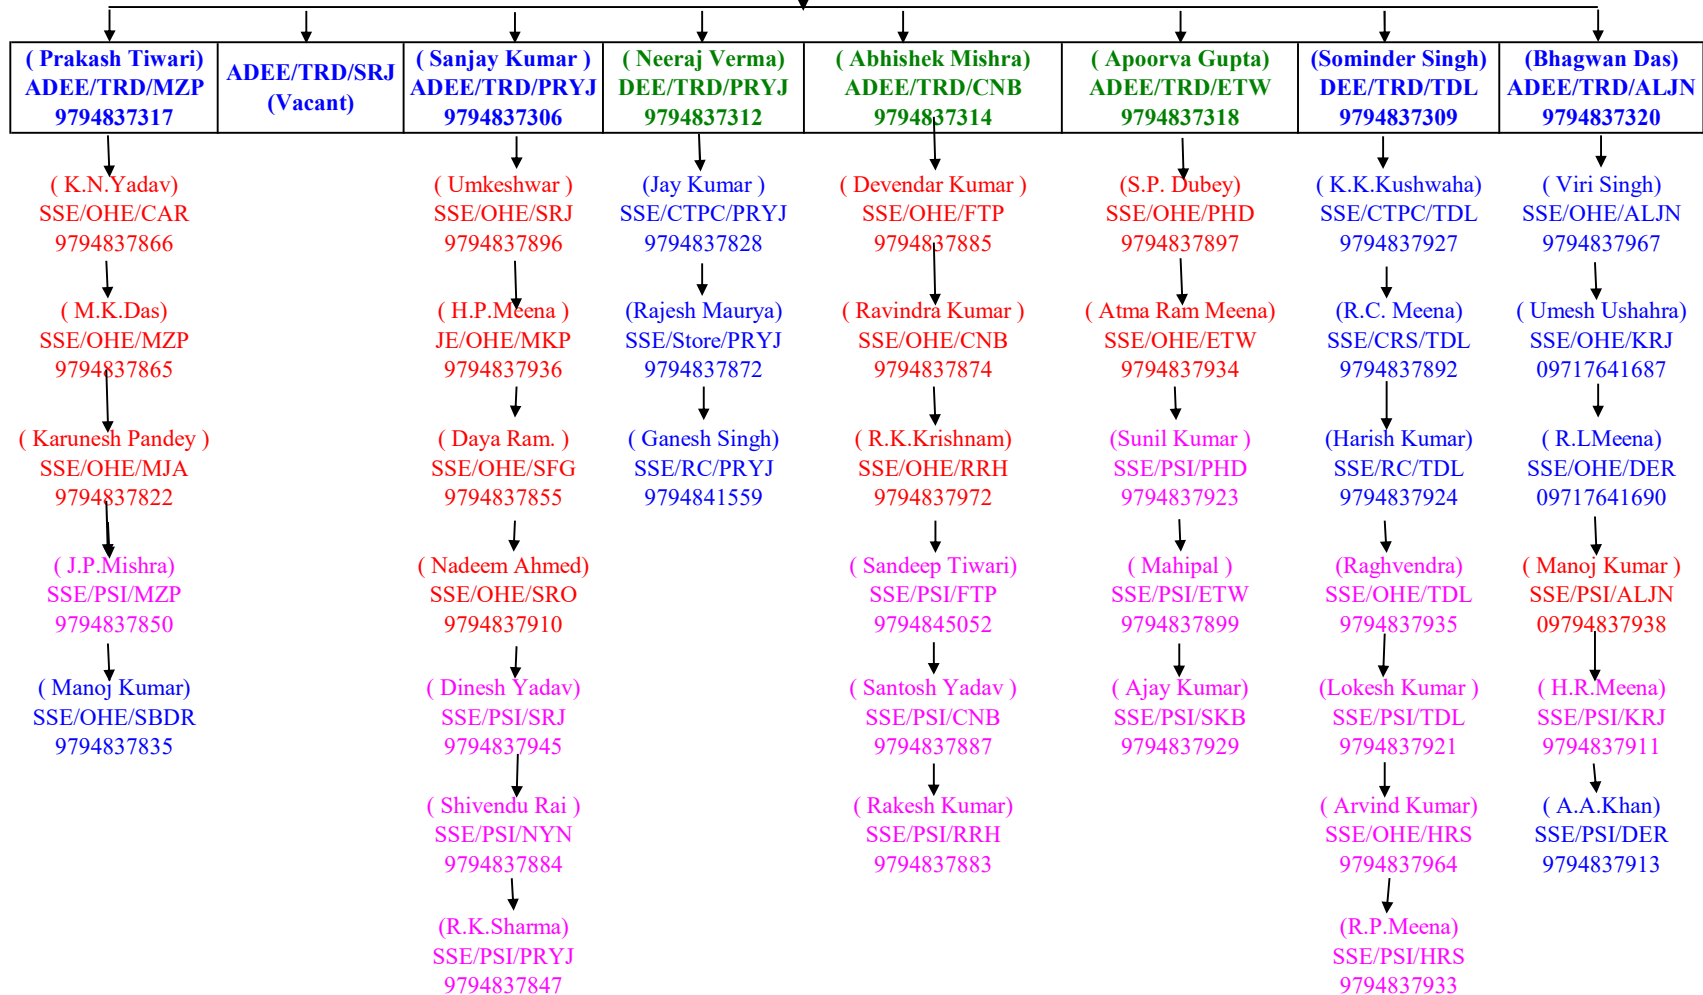 ( Prakash Tiwari)
ADEE/TRD/MZP
9794837317
ADEE/TRD/SRJ
(Vacant)
( Sanjay Kumar )
ADEE/TRD/PRYJ
9794837306
( Neeraj Verma)
DEE/TRD/PRYJ
9794837312
( Abhishek Mishra)
ADEE/TRD/CNB
9794837314
( Apoorva Gupta)
ADEE/TRD/ETW
9794837318
(Sominder Singh)
DEE/TRD/TDL
9794837309
(Bhagwan Das)
ADEE/TRD/ALJN
9794837320
( K.N.Yadav)
SSE/OHE/CAR
9794837866
( M.K.Das)
SSE/OHE/MZP
9794837865
( Karunesh Pandey )
SSE/OHE/MJA
9794837822
( J.P.Mishra)
SSE/PSI/MZP
9794837850
( Manoj Kumar)
SSE/OHE/SBDR
9794837835
( Umkeshwar )
SSE/OHE/SRJ
9794837896
( H.P.Meena )
JE/OHE/MKP
9794837936
( Daya Ram. )
SSE/OHE/SFG
9794837855
( Nadeem Ahmed)
SSE/OHE/SRO
9794837910
( Dinesh Yadav)
SSE/PSI/SRJ
9794837945
( Shivendu Rai )
SSE/PSI/NYN
9794837884
(R.K.Sharma)
SSE/PSI/PRYJ
9794837847
(Jay Kumar )
SSE/CTPC/PRYJ
9794837828
(Rajesh Maurya)
SSE/Store/PRYJ
9794837872
( Ganesh Singh)
SSE/RC/PRYJ
9794841559
( Devendar Kumar )
SSE/OHE/FTP
9794837885
( Ravindra Kumar )
SSE/OHE/CNB
9794837874
( R.K.Krishnam)
SSE/OHE/RRH
9794837972
( Sandeep Tiwari)
SSE/PSI/FTP
9794845052
( Santosh Yadav )
SSE/PSI/CNB
9794837887
( Rakesh Kumar)
SSE/PSI/RRH
9794837883
(S.P. Dubey)
SSE/OHE/PHD
9794837897
( Atma Ram Meena)
SSE/OHE/ETW
9794837934
(Sunil Kumar )
SSE/PSI/PHD
9794837923
( Mahipal )
SSE/PSI/ETW
9794837899
( Ajay Kumar)
SSE/PSI/SKB
9794837929
( K.K.Kushwaha)
SSE/CTPC/TDL
9794837927
(R.C. Meena)
SSE/CRS/TDL
9794837892
(Harish Kumar)
SSE/RC/TDL
9794837924
(Raghvendra)
SSE/OHE/TDL
9794837935
(Lokesh Kumar )
SSE/PSI/TDL
9794837921
( Arvind Kumar)
SSE/OHE/HRS
9794837964
(R.P.Meena)
SSE/PSI/HRS
9794837933
( Viri Singh)
SSE/OHE/ALJN
9794837967
( Umesh Ushahra)
SSE/OHE/KRJ
09717641687
( R.LMeena)
SSE/OHE/DER
09717641690
( Manoj Kumar )
SSE/PSI/ALJN
09794837938
( H.R.Meena)
SSE/PSI/KRJ
9794837911
( A.A.Khan)
SSE/PSI/DER
9794837913